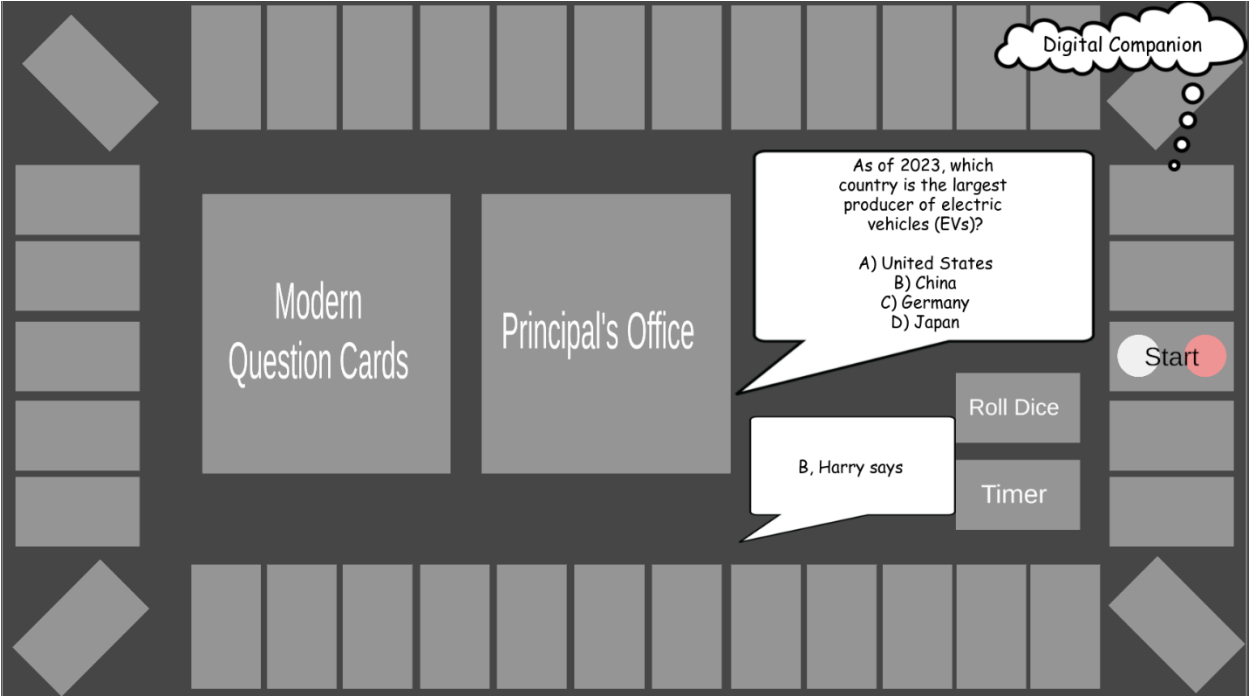 Digital Companion
As of 2023, which
country is the largest
producer of electric
vehicles (EVs)?
A) United States
B) China
C) Germany
D) Japan
Modern
Question Cards
Principal's Office
Start
Roll Dice
B, Harry says
Timer